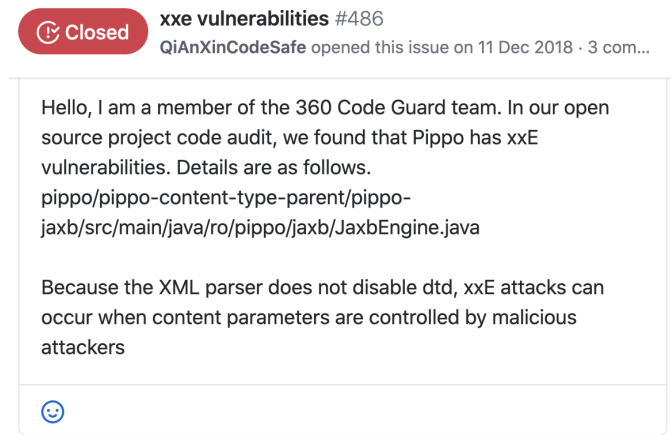 Closed
xxe vulnerabilities #486
QiAnXinCodeSafe opened this issue on 11 Dec 2018 · 3 com...
Hello, I am a member of the 360 Code Guard team. In our open
source project code audit, we found that Pippo has xxE
vulnerabilities. Details are as follows.
pippo/pippo-content-type-parent/pippo-
jaxb/src/main/java/ro/pippo/jaxb/JaxbEngine.java
Because the XML parser does not disable dtd, xxE attacks can
occur when content parameters are controlled by malicious
attackers